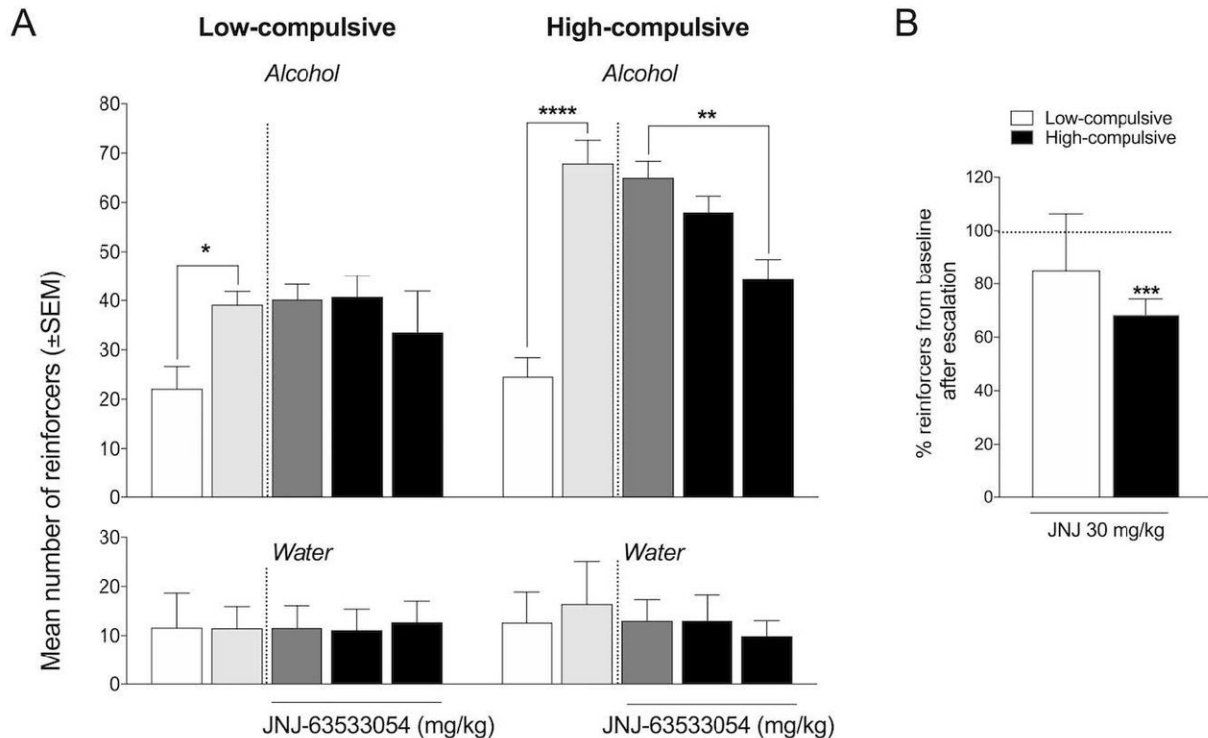 A
Low-compulsive
High-compulsive
Alcohol
Alcohol
Mean number of reinforcers (±SEM)
80
70
60
50
40
30
20
10
0
*
****
**
Water
Water
30
20
10
0
JNJ-63533054 (mg/kg)
JNJ-63533054 (mg/kg)
B
Low-compulsive
High-compulsive
% reinforcers from baseline
after escalation
120
100
80
60
40
20
0
***
JNJ 30 mg/kg